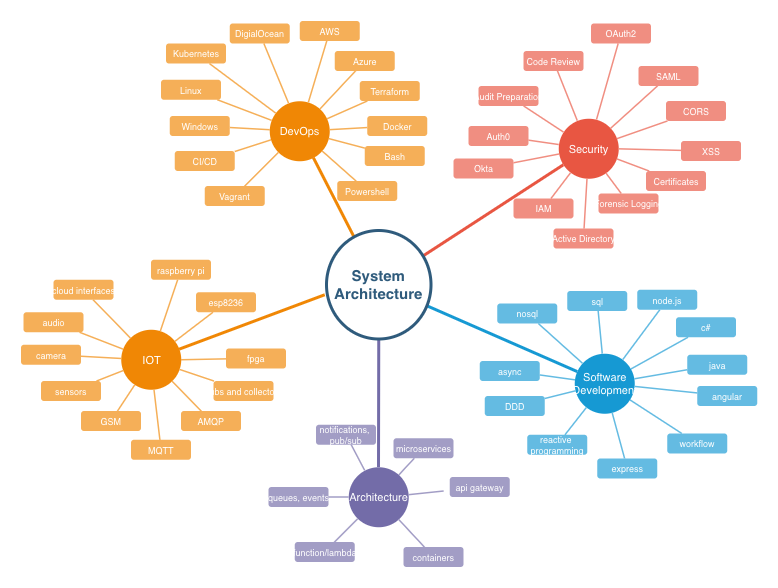 System
Architecture
DevOps
DigialOcean
AWS
Kubernetes
Azure
Linux
Terraform
Windows
Docker
CI/CD
Bash
Vagrant
Powershell
Security
OAuth2
Code Review
SAML
udit Preparation
CORS
Auth0
XSS
Okta
Certificates
IAM
Forensic Loggin
Active Directory
IOT
raspberry pi
cloud interfaces
esp8236
audio
camera
fpga
sensors
bs and collecto
GSM
AMQP
MQTT
Software
Development
sql
node.js
nosql
c#
async
java
DDD
angular
reactive
programming
workflow
express
Architecture
notifications,
pub/sub
microservices
queues, events
api gateway
function/lambda
containers